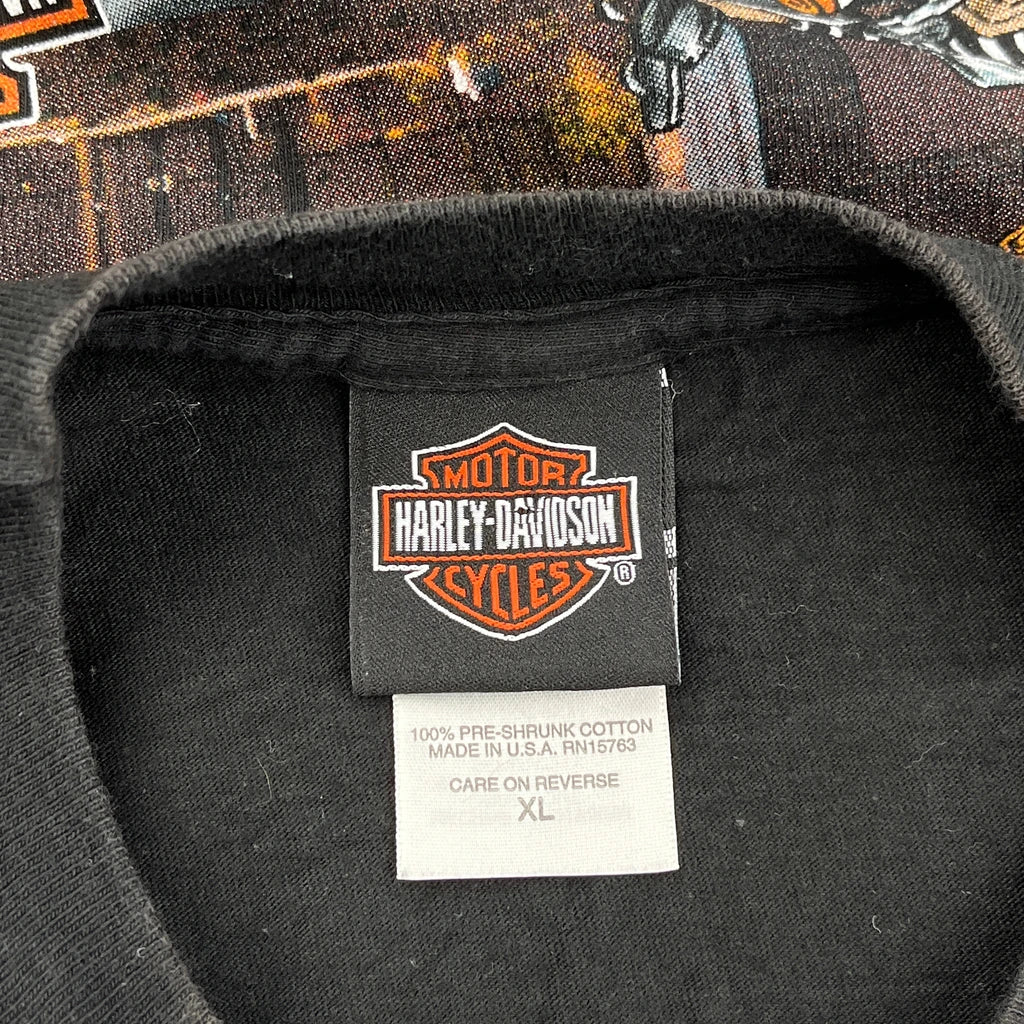 MOTOR
HARLEY-DAVIDSON
CYCLES
®
100% PRE-SHRUNK COTTON
MADE IN U.S.A. RN15763
CARE ON REVERSE
XL